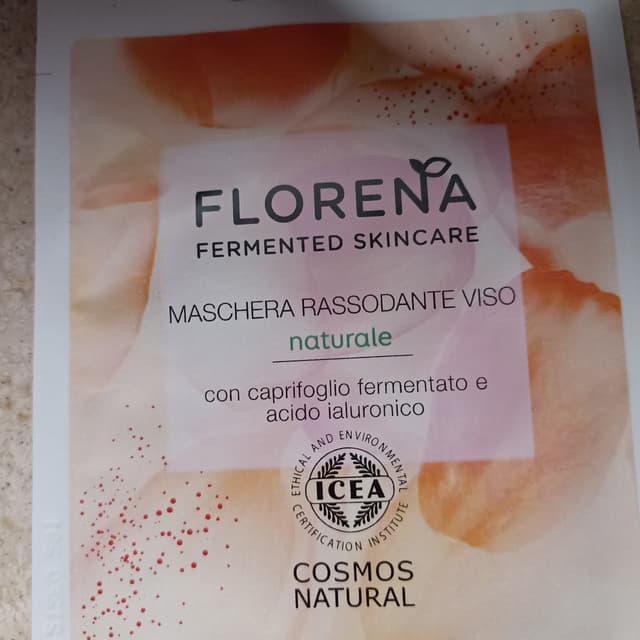 FLORENA
FERMENTED SKINCARE
MASCHERA RASSODANTE VISO
naturale
con caprifoglio fermentato e
acido ialuronico
ETHICAL AND ENVIRONMENTAL
ICEA
CERTIFICATION INSTITUTE
COSMOS
NATURAL